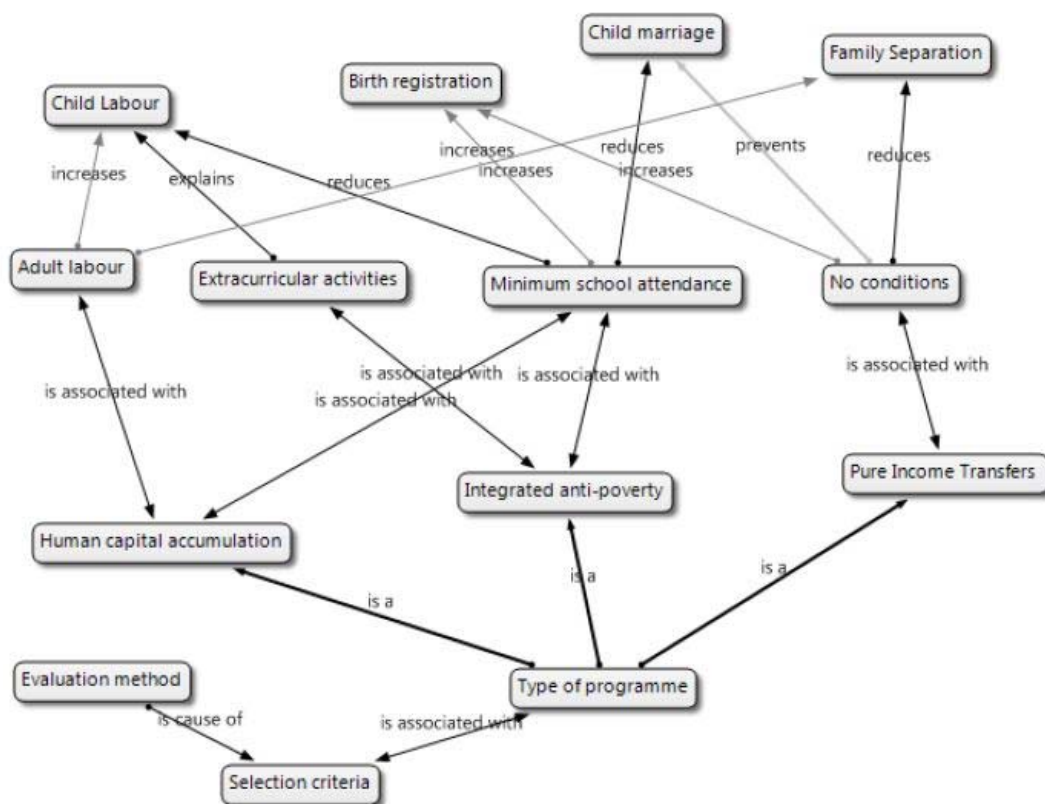 Child marriage
Family Separation
Birth registration
Child Labour
increases
reduces
prevents
reduces
increases
explains
increases
increases
reduces
Adult labour
Extracurricular activities
Minimum school attendance
No conditions
is associated with
is associated with
is associated with
is associated with
is associated with
Pure Income Transfers
Integrated anti-poverty
Human capital accumulation
is a
is a
is a
Evaluation method
Type of programme
is cause of
is associated with
Selection criteria